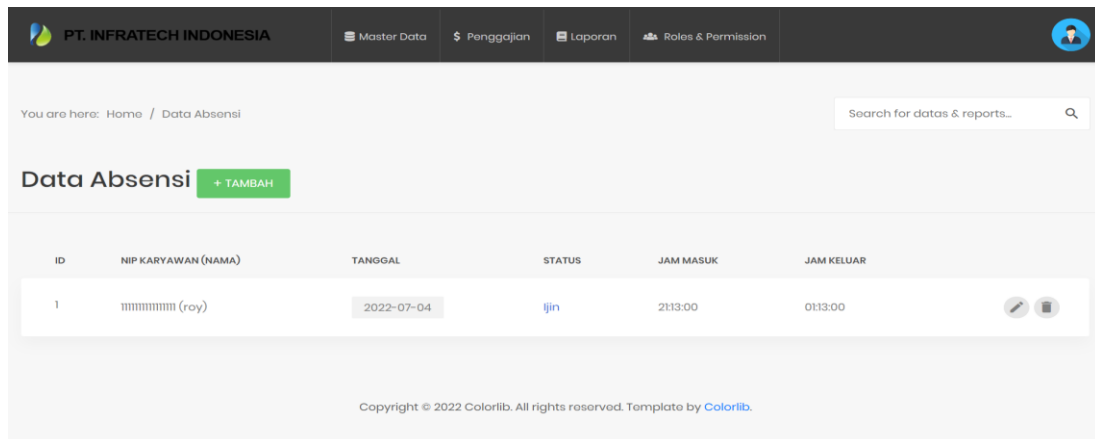 PT. INFRATECH INDONESIA Master Data $ Penggajian Laporan Roles & Permission
You are here: Home / Data Absensi Search for datas & reports...
Data Absensi + TAMBAH
ID NIP KARYAWAN (NAMA) TANGGAL STATUS JAM MASUK JAM KELUAR
1 (roy) 2022-07-04 Ijin 21:13:00 01:13:00
Copyright © 2022 Colorlib. All rights reserved. Template by Colorlib.